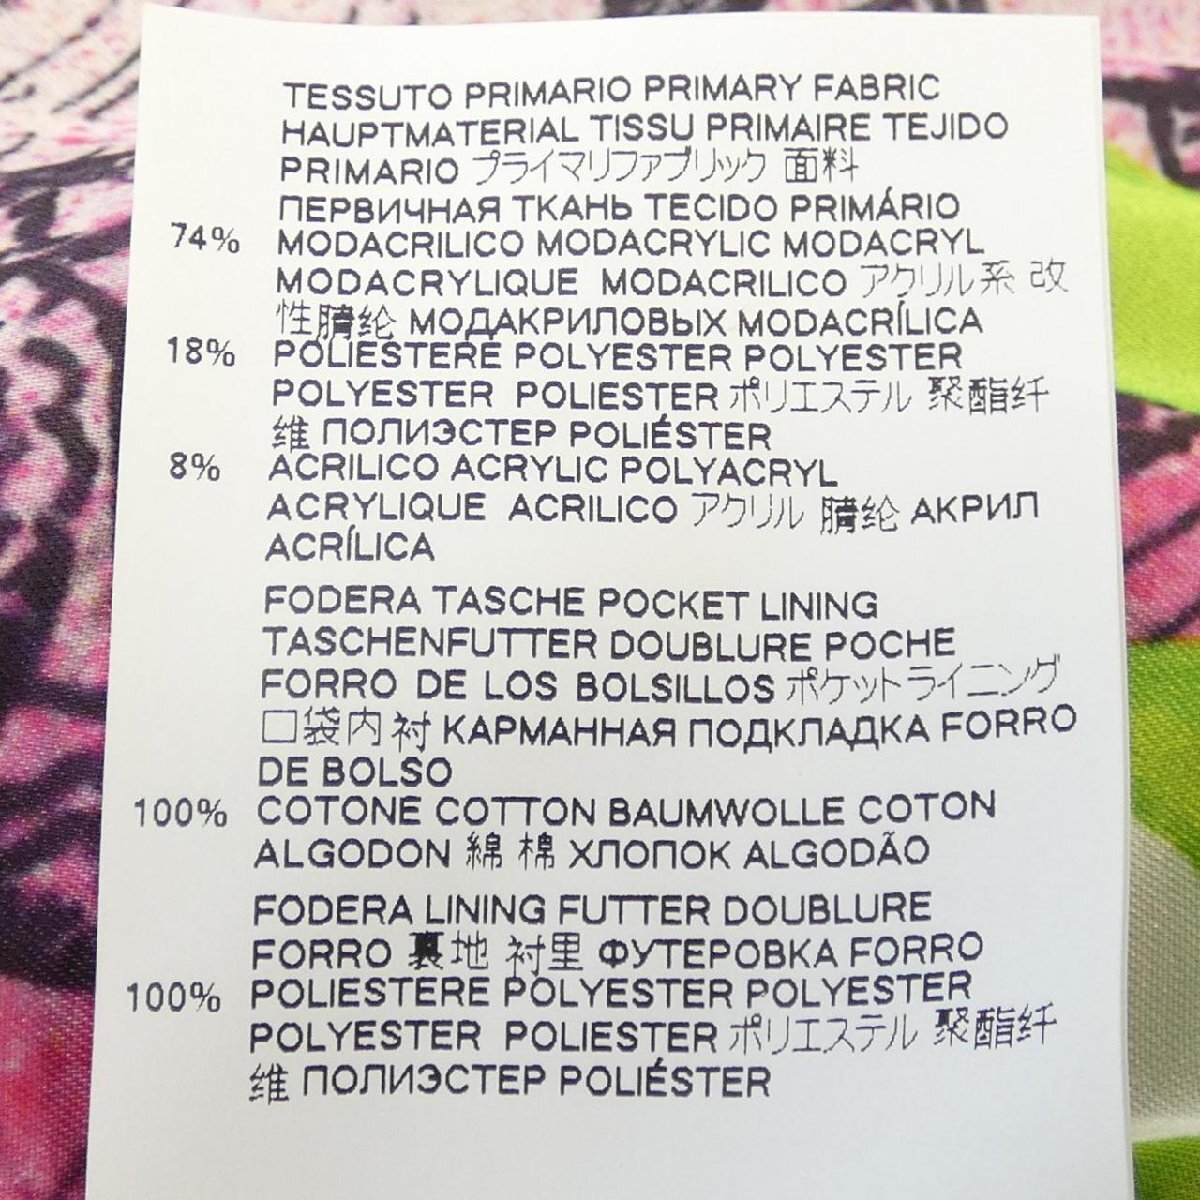 TESSUTO PRIMARIO PRIMARY FABRIC
HAUPTMATERIAL TISSU PRIMAIRE TEJIDO
PRIMARIO プライマリファブリック 面料
ПЕРВИЧНАЯ ТКАНЬ TECIDO PRIMÁRIO
74% MODACRILICO MODACRYLIC MODACRYL
MODACRYLIQUE MODACRILICO アクリル系 改
性腈纶 МОДАКРИЛОВЫХ MODACRÍLICA
18% POLIESTERE POLYESTER POLYESTER
POLYESTER POLIESTER ポリエステル 聚酯纤
维 ПОЛИЭСТЕР POLIÉSTER
8% ACRILICO ACRYLIC POLYACRYL
ACRYLIQUE ACRILICO アクリル 腈纶 АКРИЛ
ACRÍLICA
FODERA TASCHE POCKET LINING
TASCHENFUTTER DOUBLURE POCHE
FORRO DE LOS BOLSILLOS ポケットライニング
口袋内衬 КАРМАННАЯ ПОДКЛАДКА FORRO
DE BOLSO
100% COTONE COTTON BAUMWOLLE COTON
ALGODON 綿 棉 ХЛОПОК ALGODÃO
FODERA LINING FUTTER DOUBLURE
FORRO 裏地 衬里 ФУТЕРОВКА FORRO
100% POLIESTERE POLYESTER POLYESTER
POLYESTER POLIESTER ポリエステル 聚酯纤
维 ПОЛИЭСТЕР POLIÉSTER